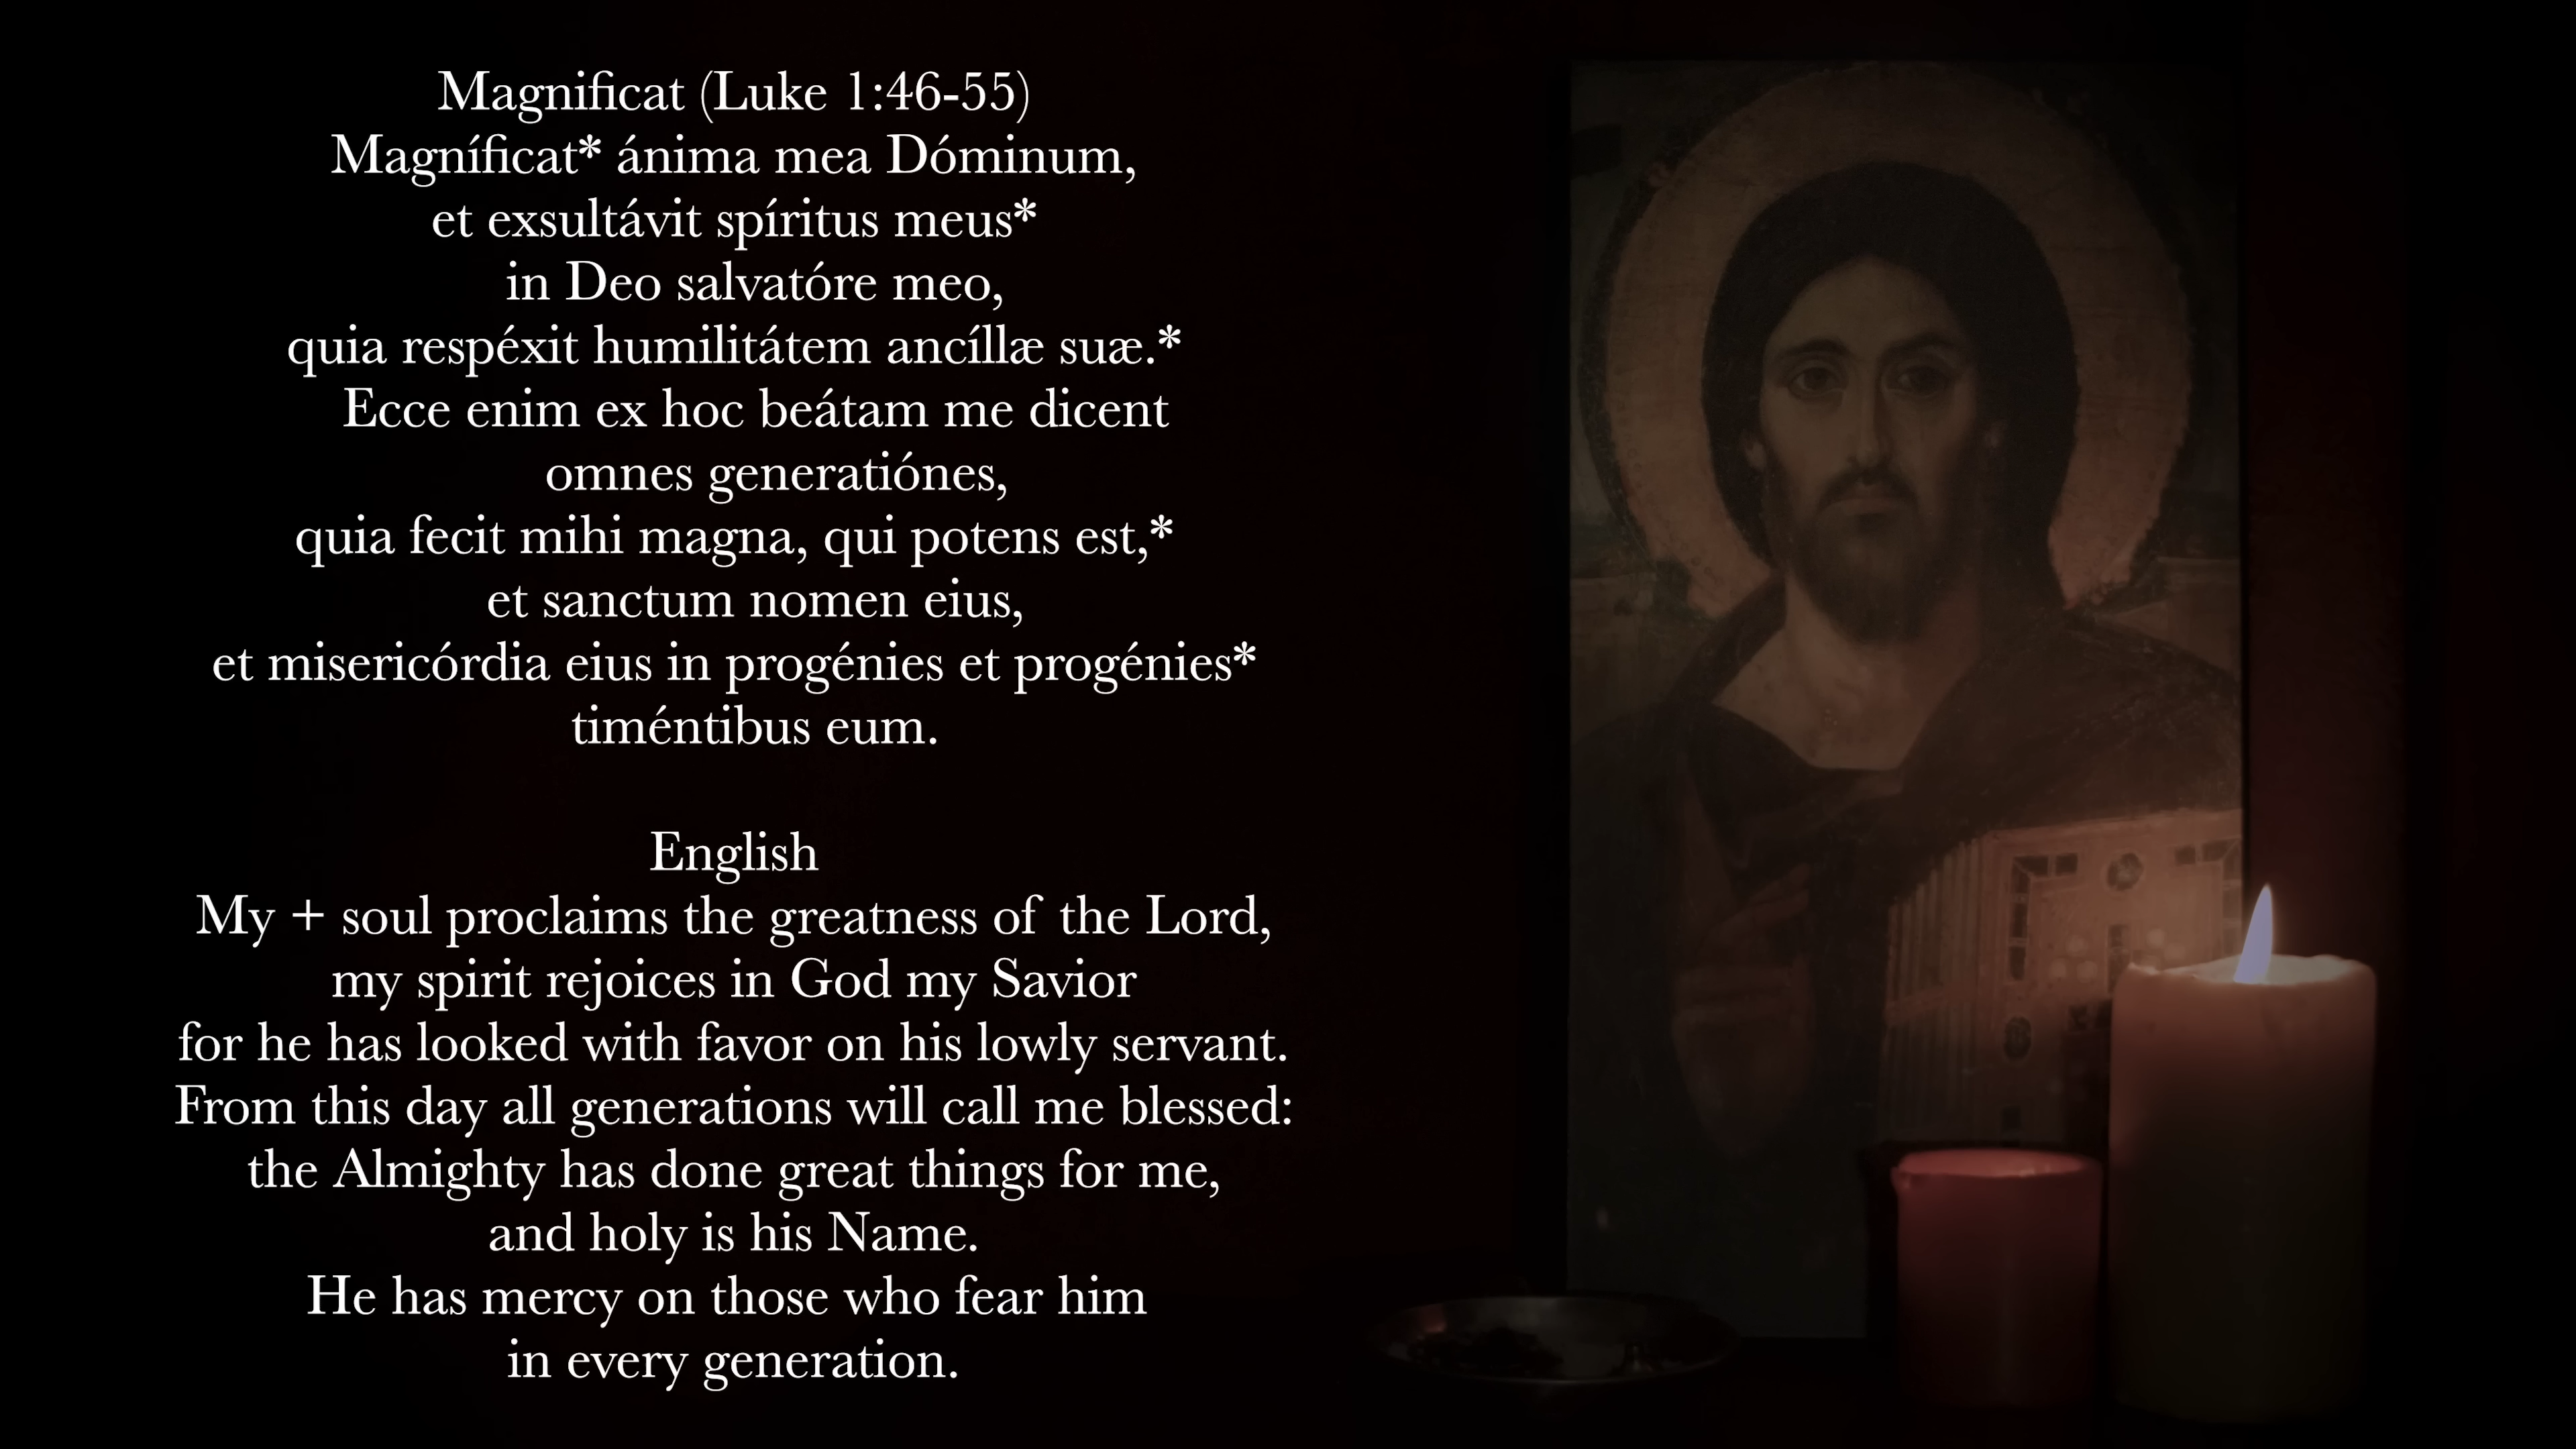 Magnificat (Luke 1:46-55)
Magníficat* ánima mea Dóminum,
et exsultávit spíritus meus*
in Deo salvatóre meo,
quia respéxit humilitátem ancíllæ suæ.*
Ecce enim ex hoc beátam me dicent
omnes generatiónes,
quia fecit mihi magna, qui potens est,*
et sanctum nomen eius,
et misericórdia eius in progénies et progénies*
timéntibus eum.
English
My + soul proclaims the greatness of the Lord,
my spirit rejoices in God my Savior
for he has looked with favor on his lowly servant.
From this day all generations will call me blessed:
the Almighty has done great things for me,
and holy is his Name.
He has mercy on those who fear him
in every generation.